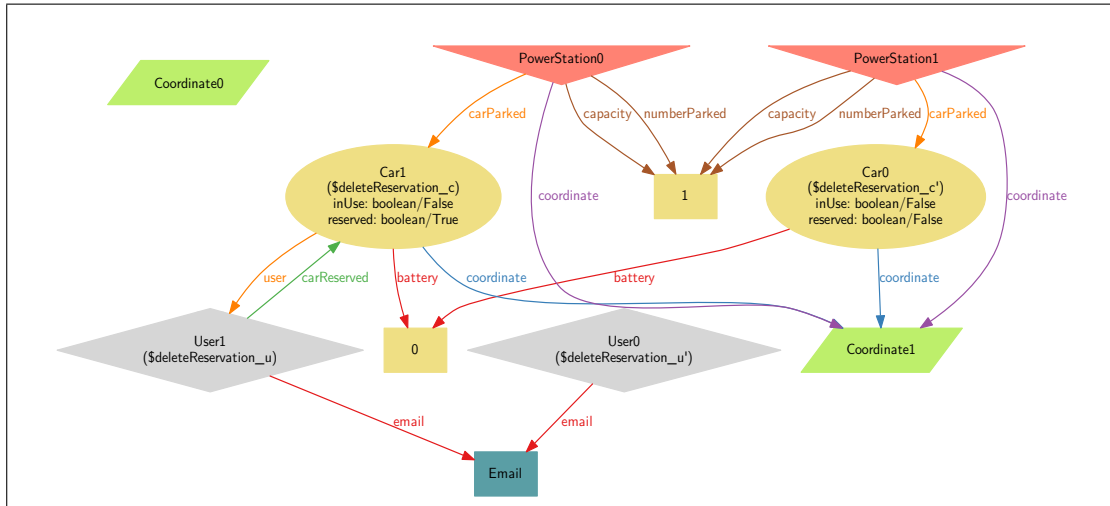 PowerStation0
PowerStation1
Coordinate0
carParked
capacity
numberParked
capacity
numberParked
carParked
Car1
($deleteReservation_c)
inUse: boolean/False
reserved: boolean/True
coordinate
1
Car0
($deleteReservation_c')
inUse: boolean/False
reserved: boolean/False
coordinate
user
carReserved
battery
coordinate
battery
coordinate
User1
($deleteReservation_u)
0
User0
($deleteReservation_u')
Coordinate1
email
email
Email